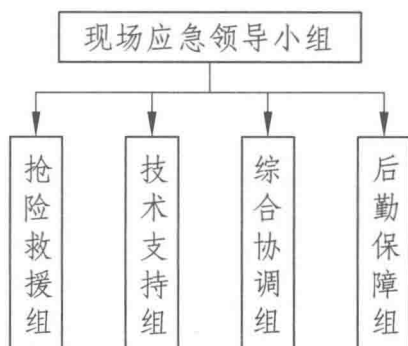 现场应急领导小组
抢险救援组
技术支持组
综合协调组
后勤保障组